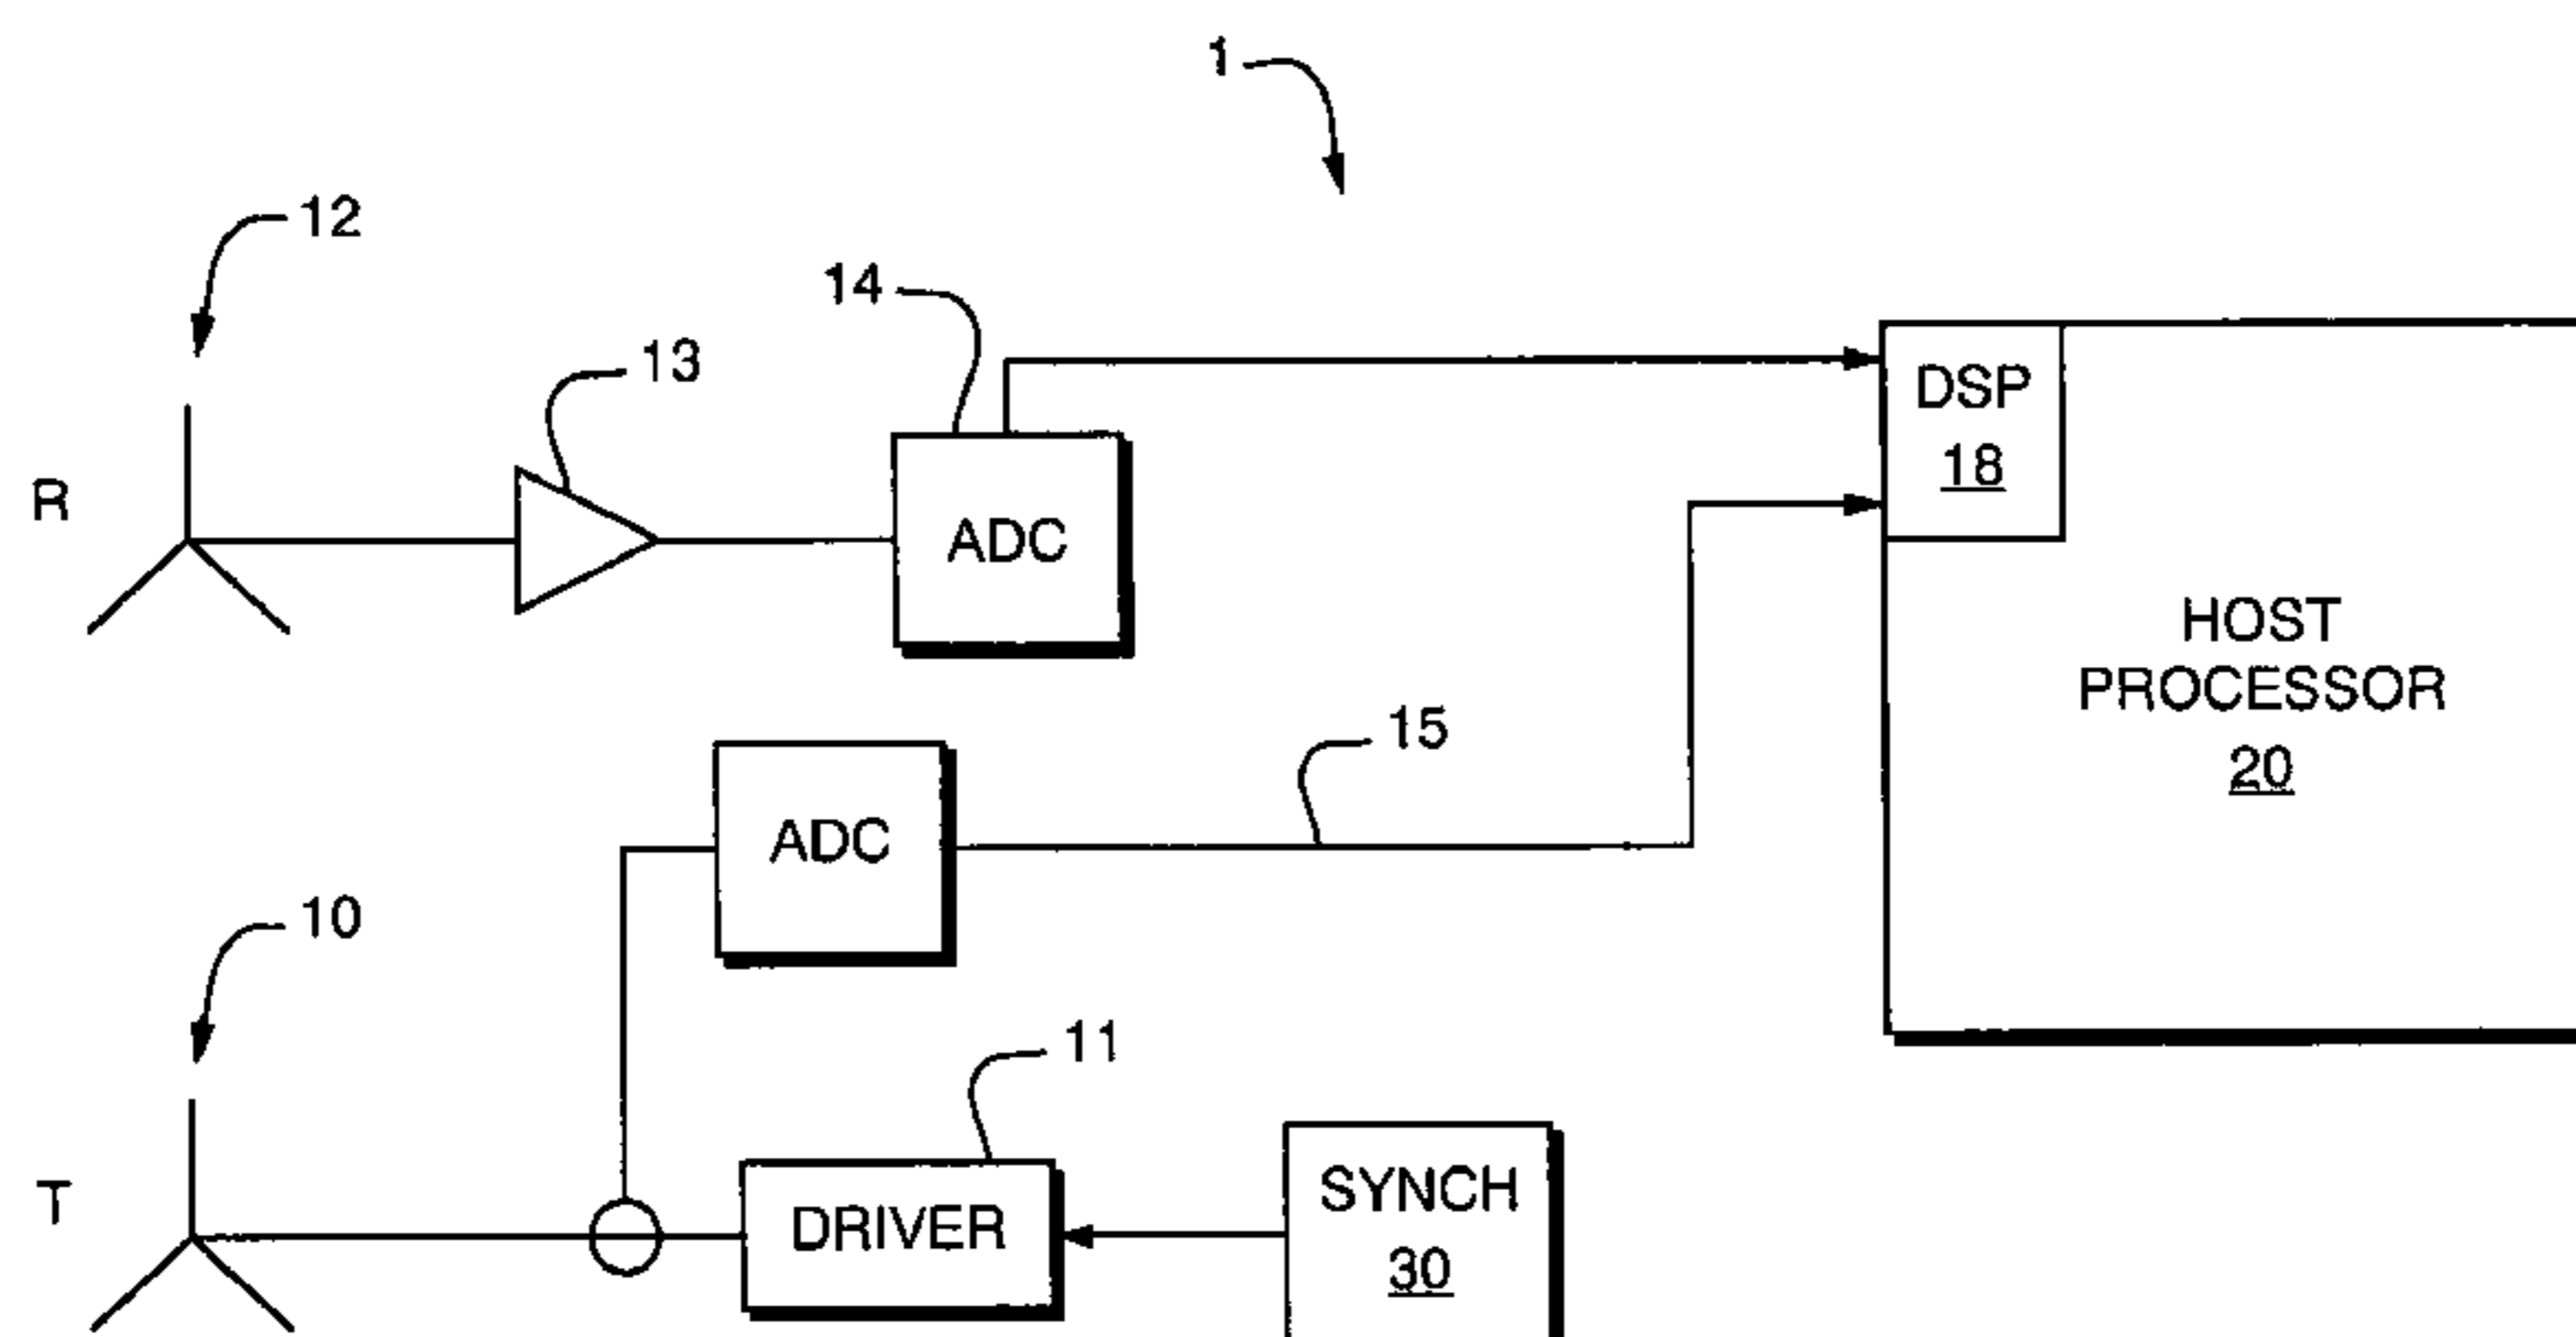 1
12
14
13
R
ADC
DSP
18
HOST
PROCESSOR
20
15
ADC
10
11
T
DRIVER
SYNCH
30